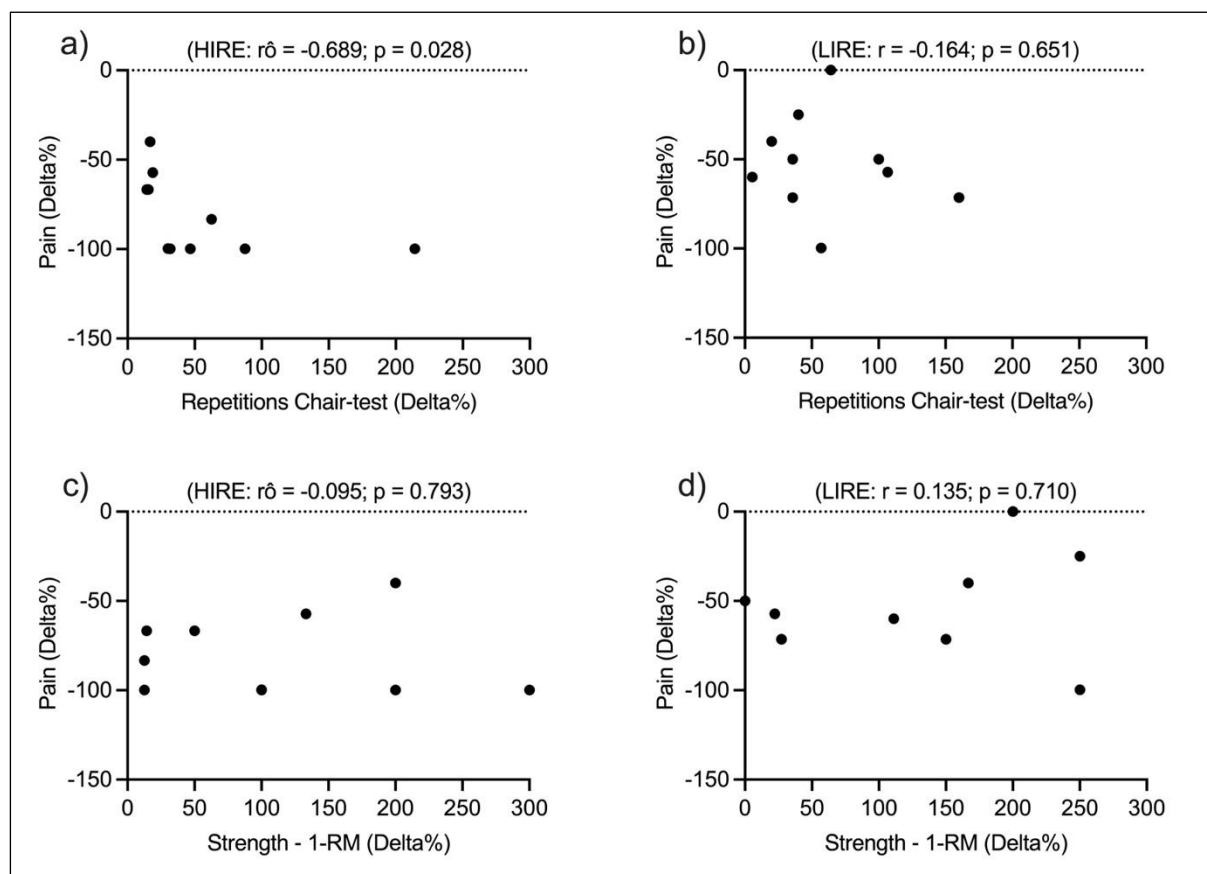 a)
(HIRE: rô = -0.689; p = 0.028)
0
-50
-100
-150
Pain (Delta%)
0 50 100 150 200 250 300
Repetitions Chair-test (Delta%)
b)
(LIRE: r = -0.164; p = 0.651)
0
-50
-100
-150
Pain (Delta%)
0 50 100 150 200 250 300
Repetitions Chair-test (Delta%)
c)
(HIRE: rô = -0.095; p = 0.793)
0
-50
-100
-150
Pain (Delta%)
0 50 100 150 200 250 300
Strength - 1-RM (Delta%)
d)
(LIRE: r = 0.135; p = 0.710)
0
-50
-100
-150
Pain (Delta%)
0 50 100 150 200 250 300
Strength - 1-RM (Delta%)